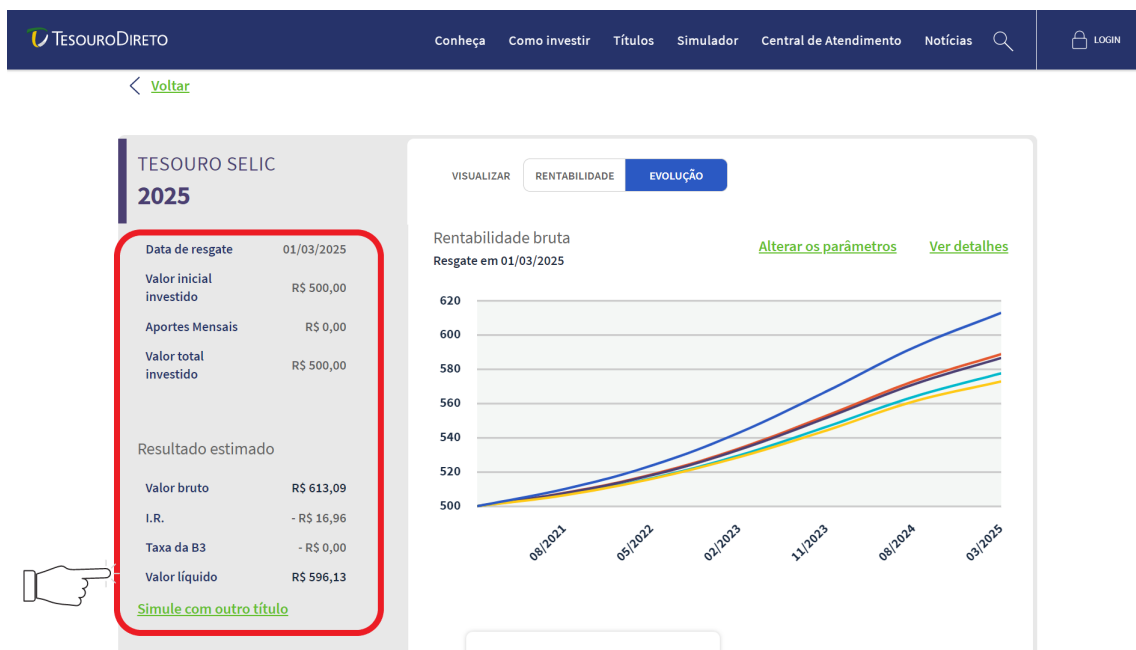 TESOURODIRETO
Conheça Como investir Títulos Simulador Central de Atendimento Notícias LOGIN
Voltar
TESOURO SELIC
2025
Data de resgate 01/03/2025
Valor inicial
investido R$ 500,00
Aportes Mensais R$ 0,00
Valor total
investido R$ 500,00
Resultado estimado
Valor bruto R$ 613,09
I.R. - R$ 16,96
Taxa da B3 - R$ 0,00
Valor líquido R$ 596,13
Simule com outro título
VISUALIZAR RENTABILIDADE EVOLUÇÃO
Rentabilidade bruta
Resgate em 01/03/2025
Alterar os parâmetros Ver detalhes
620
600
580
560
540
520
500
08/2021 05/2022 02/2023 11/2023 08/2024 03/2025